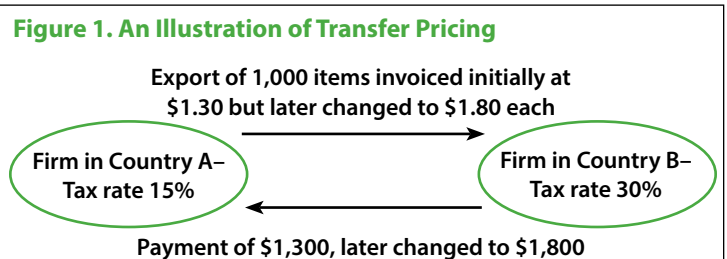 Figure 1. An Illustration of Transfer Pricing
Export of 1,000 items invoiced initially at
$1.30 but later changed to $1.80 each
Firm in Country A–
Tax rate 15%
Firm in Country B–
Tax rate 30%
Payment of $1,300, later changed to $1,800